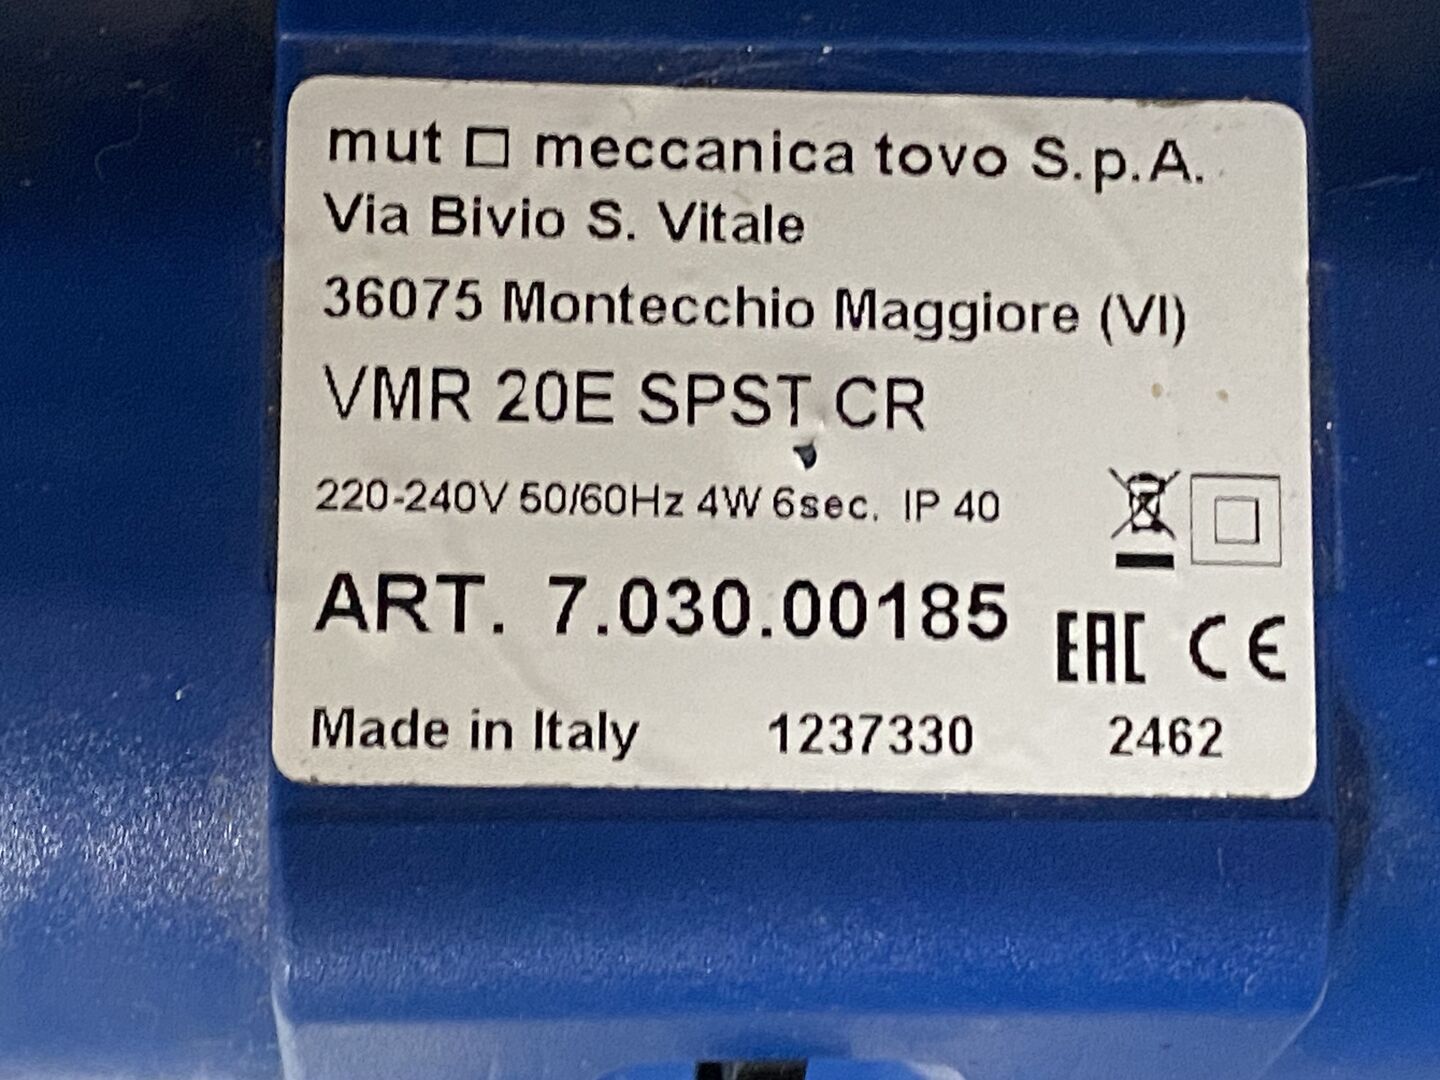 mut □ meccanica tovo S.p.A.
Via Bivio S. Vitale
36075 Montecchio Maggiore (VI)
VMR 20E SPST CR
220-240V 50/60Hz 4W 6sec. IP 40
ART. 7.030.00185
EAC CE
Made in Italy 1237330 2462